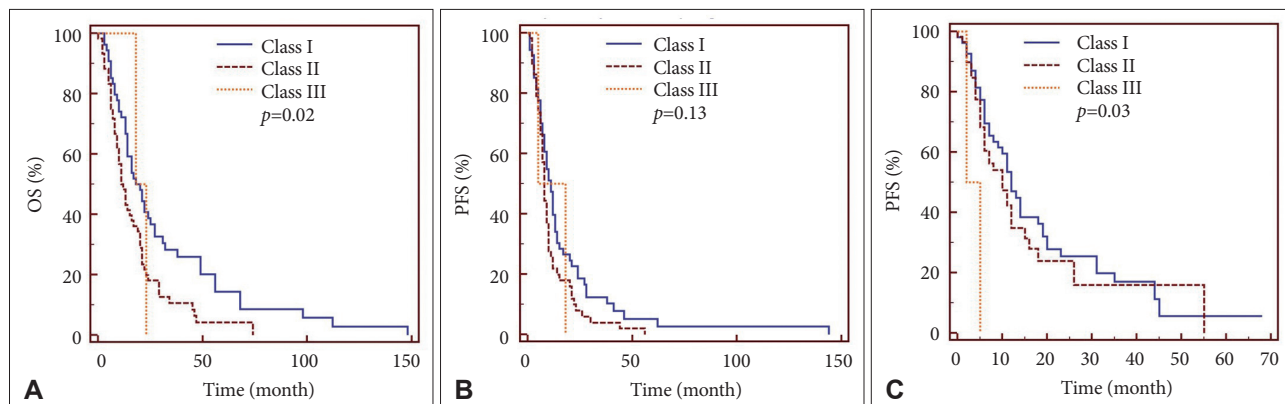 100
80
60
40
20
0
OS (%)
Class I
Class II
Class III
p=0.02
0 50 100 150
Time (month)
A
100
80
60
40
20
0
PFS (%)
Class I
Class II
Class III
p=0.13
0 50 100 150
Time (month)
B
100
80
60
40
20
0
PFS (%)
Class I
Class II
Class III
p=0.03
0 10 20 30 40 50 60 70
Time (month)
C